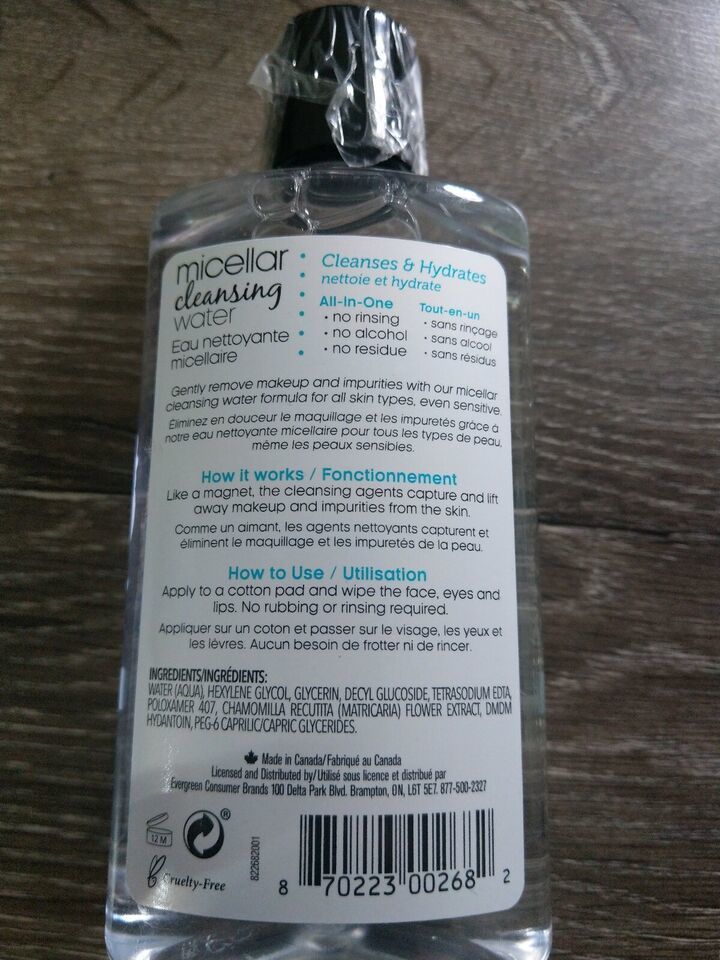 micellar
cleansing
water
Eau nettoyante
micellaire
Cleanses & Hydrates
nettoie et hydrate
All-In-One
• no rinsing
• no alcohol
• no residue
Tout-en-un
• sans rinçage
• sans alcool
• sans résidus
Gently remove makeup and impurities with our micellar
cleansing water formula for all skin types, even sensitive.
Éliminez en douceur le maquillage et les impuretés grâce à
notre eau nettoyante micellaire pour tous les types de peau,
même les peaux sensibles.
How it works / Fonctionnement
Like a magnet, the cleansing agents capture and lift
away makeup and impurities from the skin.
Comme un aimant, les agents nettoyants capturent et
éliminent le maquillage et les impuretés de la peau.
How to Use / Utilisation
Apply to a cotton pad and wipe the face, eyes and
lips. No rubbing or rinsing required.
Appliquer sur un coton et passer sur le visage, les yeux et
les lèvres. Aucun besoin de frotter ni de rincer.
INGREDIENTS/INGRÉDIENTS:
WATER (AQUA), HEXYLENE GLYCOL, GLYCERIN, DECYL GLUCOSIDE, TETRASODIUM EDTA,
POLOXAMER 407, CHAMOMILLA RECUTITA (MATRICARIA) FLOWER EXTRACT, DMDM
HYDANTOIN, PEG-6 CAPRILIC/CAPRIC GLYCERIDES.
Made in Canada/Fabriqué au Canada
Licensed and Distributed by/Utilisé sous licence et distribué par
Evergreen Consumer Brands 100 Delta Park Blvd. Brampton, ON, L6T 5E7. 877-500-2327
12 M
®
Cruelty-Free
822682001
8 70223 00268 2